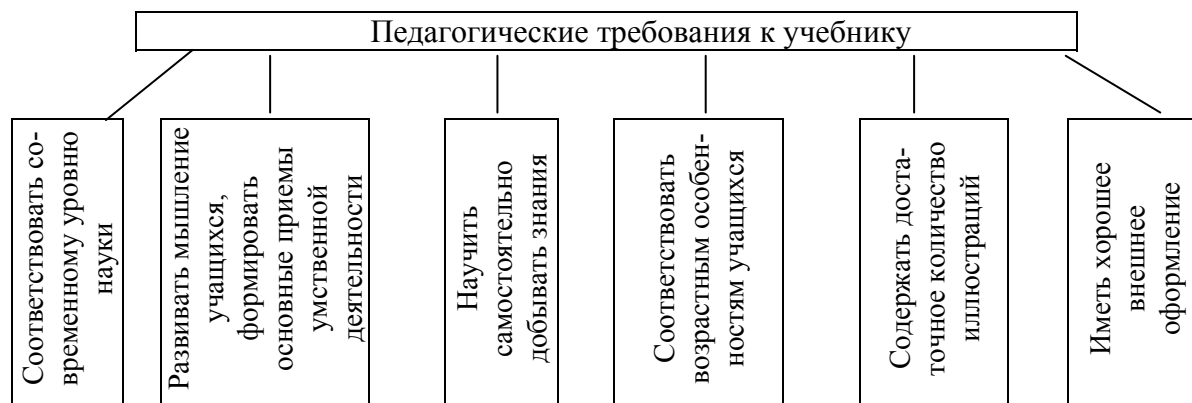 Педагогические требования к учебнику
Соответствовать со-
временному уровню
науки
Развивать мышление
учащихся,
формировать
основные приемы
умственной
деятельности
Научить
самостоятельно
добывать знания
Соответствовать
возрастным особен-
ностям учащихся
Содержать доста-
точное количество
иллюстраций
Иметь хорошее
внешнее
оформление